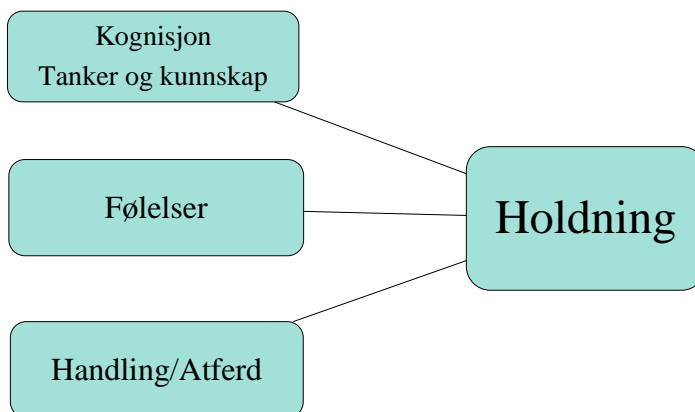 Kognisjon
Tanker og kunnskap
Følelser
Holdning
Handling/Atferd